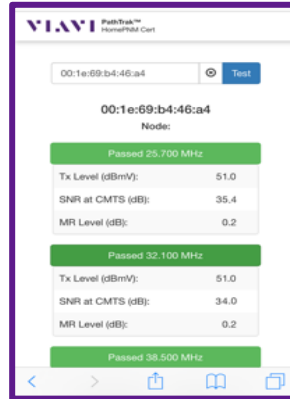 VIAVI PathTrak™
HomePNM Cert
00:1e:69:b4:46:a4 Test
00:1e:69:b4:46:a4
Node:
Passed 25.700 MHz
Tx Level (dBmV): 51.0
SNR at CMTS (dB): 35.4
MR Level (dB): 0.2
Passed 32.100 MHz
Tx Level (dBmV): 51.0
SNR at CMTS (dB): 34.0
MR Level (dB): 0.2
Passed 38.500 MHz